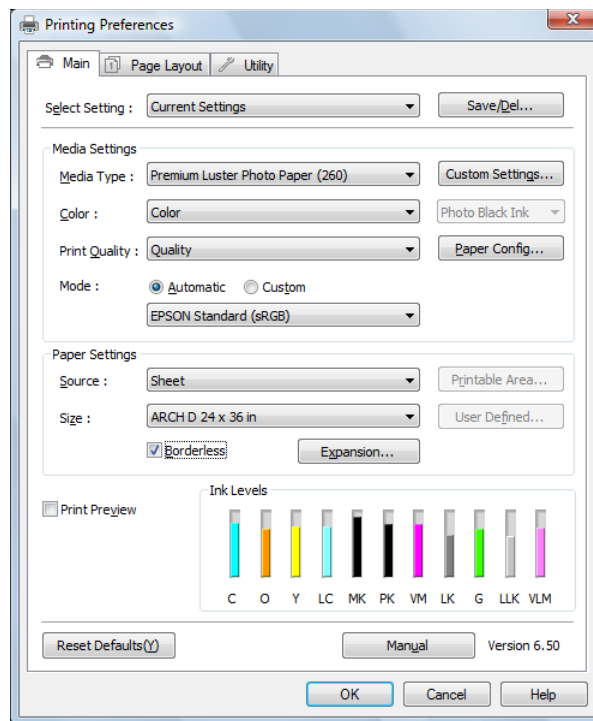 Printing Preferences
Main
1 Page Layout
Utility
Select Setting : Current Settings Save/Del...
Media Settings
Media Type : Premium Luster Photo Paper (260) Custom Settings...
Color : Color Photo Black Ink
Print Quality : Quality Paper Config...
Mode : Automatic Custom
EPSON Standard (sRGB)
Paper Settings
Source : Sheet Printable Area...
Size : ARCH D 24 x 36 in User Defined...
Borderless Expansion...
Print Preview
Ink Levels
C O Y LC MK PK VM LK G LLK VLM
Reset Defaults(Y) Manual Version 6.50
OK Cancel Help